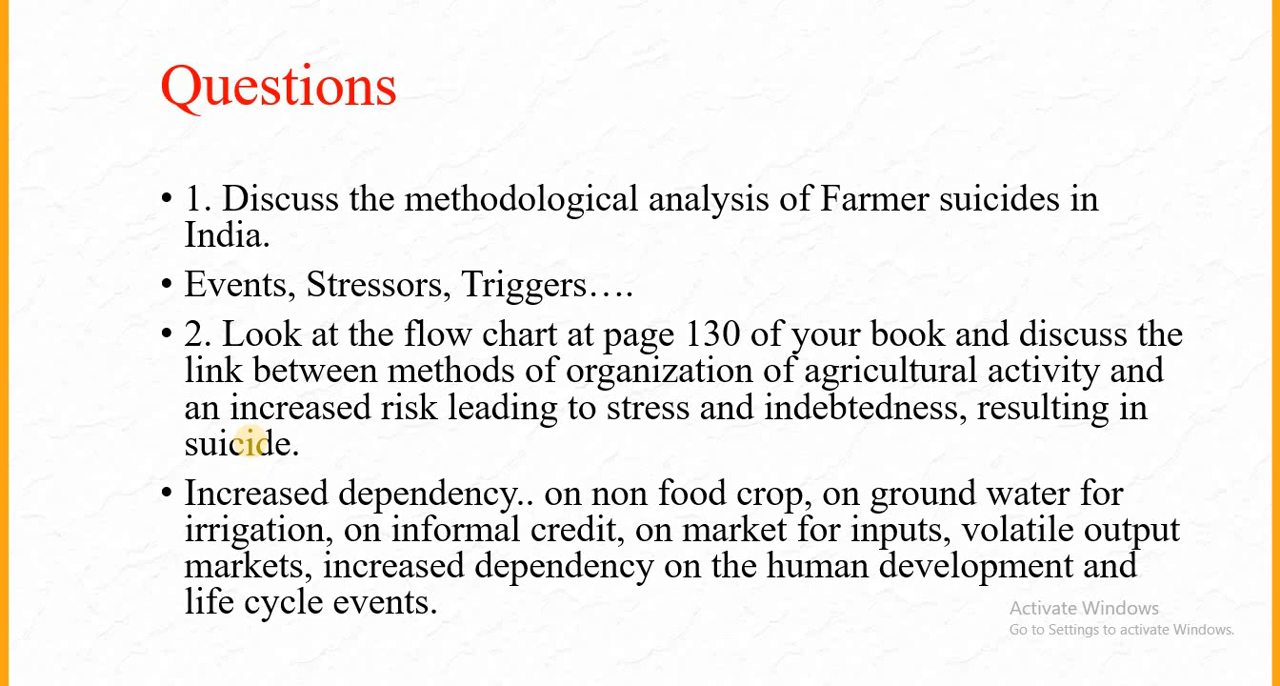 Questions
• 1. Discuss the methodological analysis of Farmer suicides in
India.
• Events, Stressors, Triggers….
• 2. Look at the flow chart at page 130 of your book and discuss the
link between methods of organization of agricultural activity and
an increased risk leading to stress and indebtedness, resulting in
suicide.
• Increased dependency.. on non food crop, on ground water for
irrigation, on informal credit, on market for inputs, volatile output
markets, increased dependency on the human development and
life cycle events.
Activate Windows
Go to Settings to activate Windows.